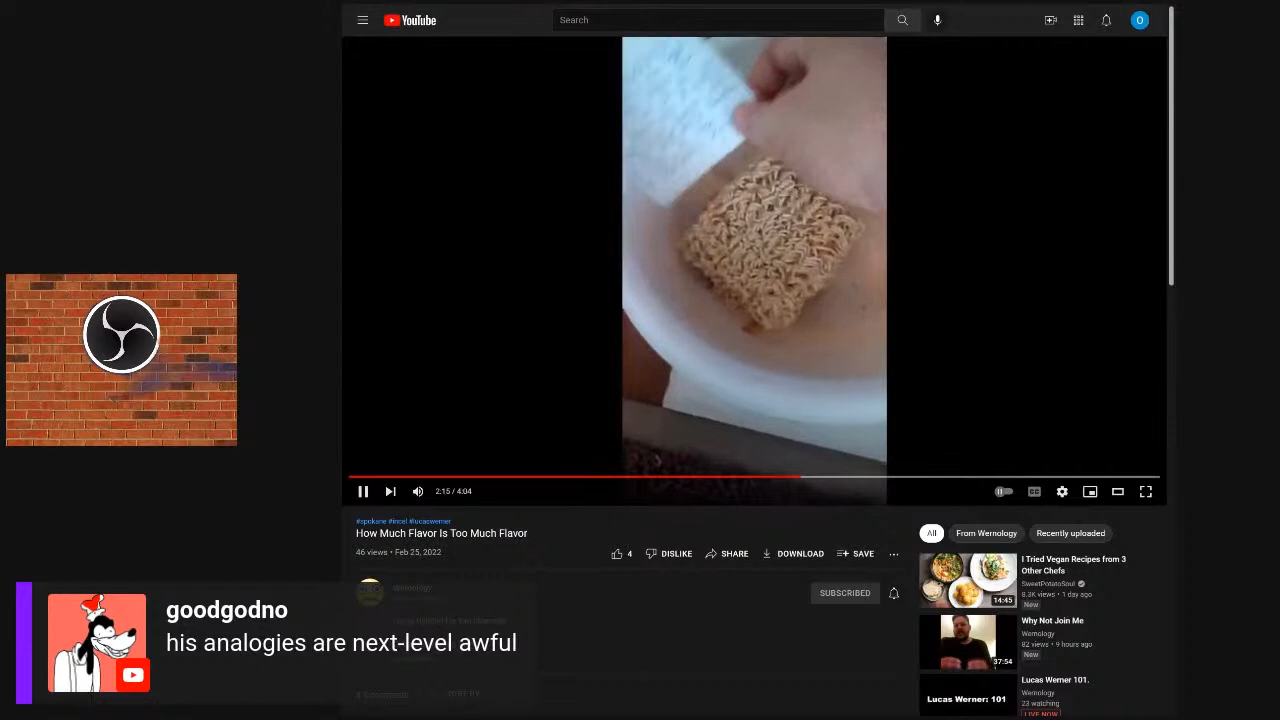 YouTube
Search
O
2:15 / 4:04
#spokane #incel #lucaswerner
How Much Flavor Is Too Much Flavor
46 views • Feb 25, 2022
4
DISLIKE
SHARE
DOWNLOAD
SAVE
Wernology
SUBSCRIBED
SORT BY
goodgodno
his analogies are next-level awful
All
From Wernology
Recently uploaded
I Tried Vegan Recipes from 3
Other Chefs
SweetPotatoSoul
8.3K views • 1 day ago
New
14:45
Why Not Join Me
Wernology
82 views • 9 hours ago
New
37:54
Lucas Werner 101.
Wernology
23 watching
LIVE NOW
Lucas Werner: 101